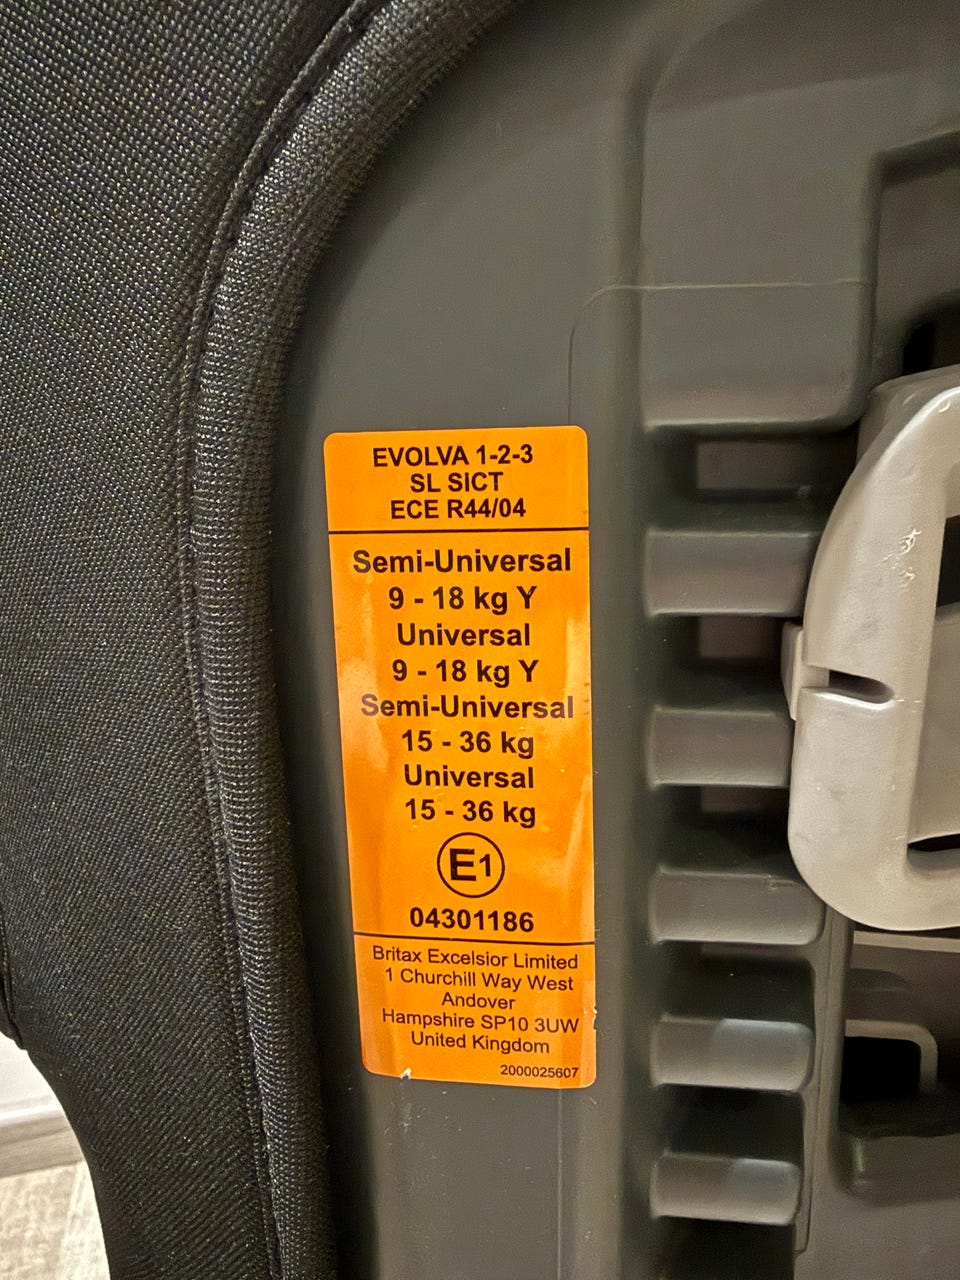 EVOLVA 1-2-3
SL SICT
ECE R44/04
Semi-Universal
9 - 18 kg Y
Universal
9 - 18 kg Y
Semi-Universal
15 - 36 kg
Universal
15 - 36 kg
E1
04301186
Britax Excelsior Limited
1 Churchill Way West
Andover
Hampshire SP10 3UW
United Kingdom
2000025607